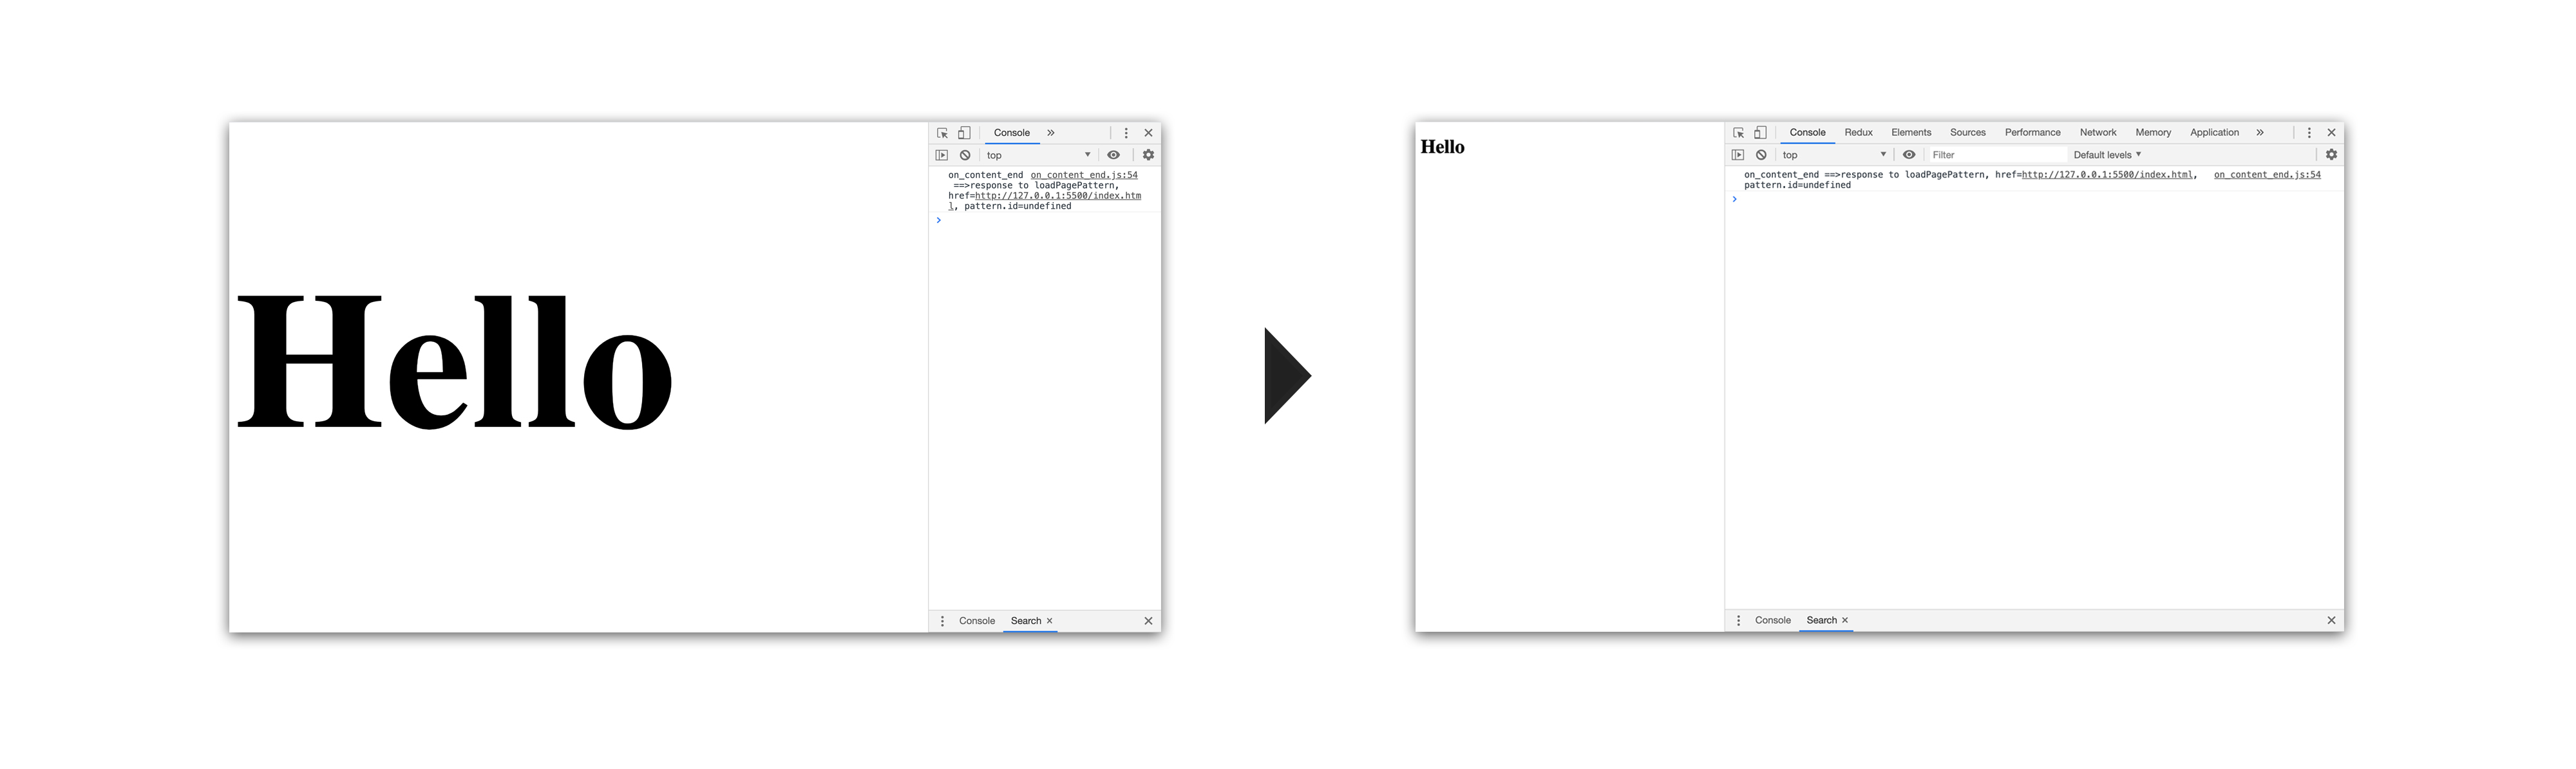 Hello
Console »
top
on_content_end on_content_end.js:54
==>response to loadPagePattern,
href=http://127.0.0.1:5500/index.htm
l, pattern.id=undefined
>
Console Search ×
Hello
Console Redux Elements Sources Performance Network Memory Application »
top Filter Default levels
on_content_end ==>response to loadPagePattern, href=http://127.0.0.1:5500/index.html, on_content_end.js:54
pattern.id=undefined
>
Console Search ×